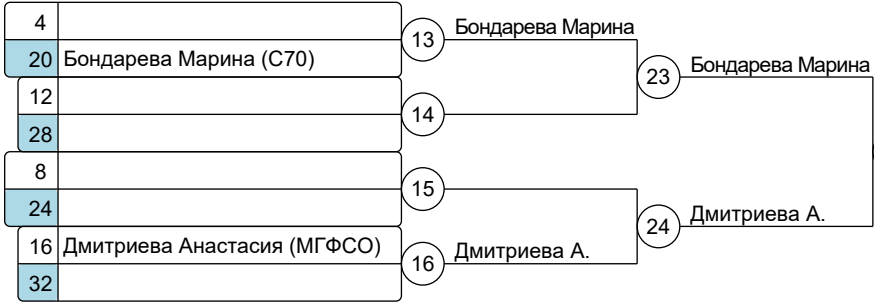 4
20 Бондарева Марина (С70)
12
28
8
24
16 Дмитриева Анастасия (МГФСО)
32
13 Бондарева Марина
14
15
16 Дмитриева А.
23 Бондарева Марина
24 Дмитриева А.